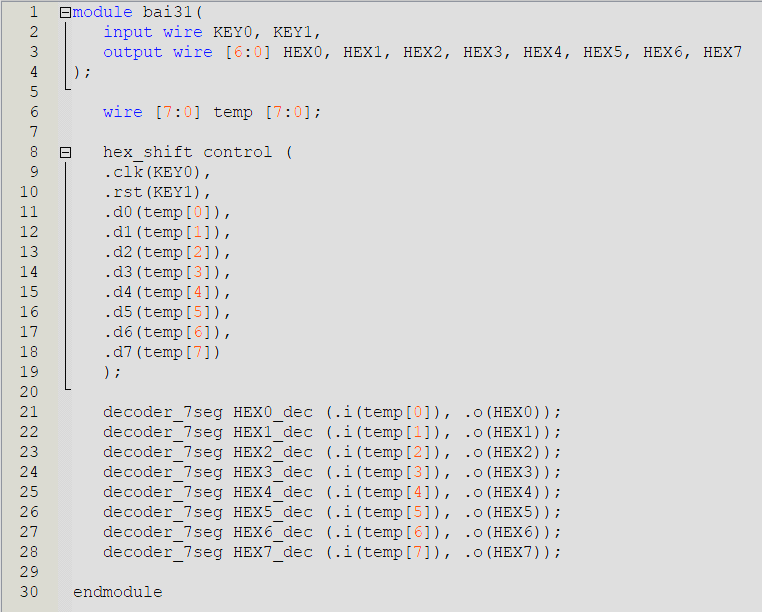 1 module bai31(
2 input wire KEY0, KEY1,
3 output wire [6:0] HEX0, HEX1, HEX2, HEX3, HEX4, HEX5, HEX6, HEX7
4 );
5
6 wire [7:0] temp [7:0];
7
8 hex_shift control (
9 .clk(KEY0),
10 .rst(KEY1),
11 .d0(temp[0]),
12 .d1(temp[1]),
13 .d2(temp[2]),
14 .d3(temp[3]),
15 .d4(temp[4]),
16 .d5(temp[5]),
17 .d6(temp[6]),
18 .d7(temp[7])
19 );
20
21 decoder_7seg HEX0_dec (.i(temp[0]), .o(HEX0));
22 decoder_7seg HEX1_dec (.i(temp[1]), .o(HEX1));
23 decoder_7seg HEX2_dec (.i(temp[2]), .o(HEX2));
24 decoder_7seg HEX3_dec (.i(temp[3]), .o(HEX3));
25 decoder_7seg HEX4_dec (.i(temp[4]), .o(HEX4));
26 decoder_7seg HEX5_dec (.i(temp[5]), .o(HEX5));
27 decoder_7seg HEX6_dec (.i(temp[6]), .o(HEX6));
28 decoder_7seg HEX7_dec (.i(temp[7]), .o(HEX7));
29
30 endmodule